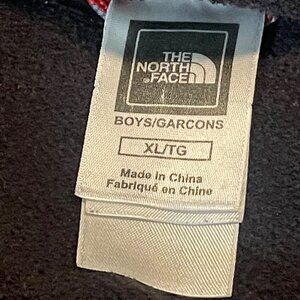 THE
NORTH
FACE
BOYS/GARCONS
XL/TG
Made in China
Fabriqué en Chine